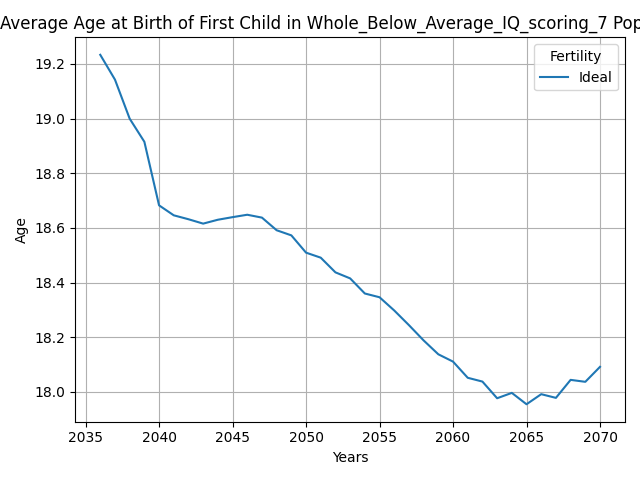 Average Age at Birth of First Child in Whole_Below_Average_IQ_scoring_7 Pop
Fertility
Ideal
19.2
19.0
18.8
18.6
18.4
18.2
18.0
Age
2035 2040 2045 2050 2055 2060 2065 2070
Years